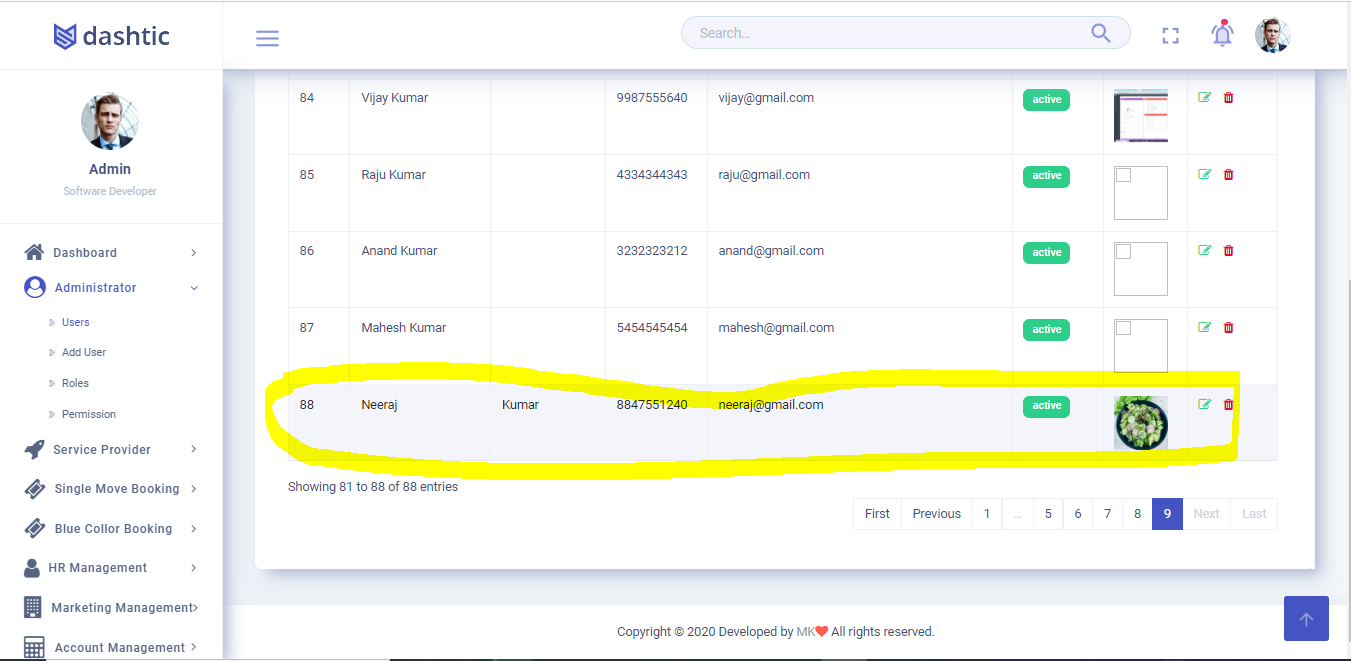 dashtic
Search...
Admin
Software Developer
Dashboard
Administrator
Users
Add User
Roles
Permission
Service Provider
Single Move Booking
Blue Collor Booking
HR Management
Marketing Management
Account Management
84 Vijay Kumar 9987555640 vijay@gmail.com active
85 Raju Kumar 4334344343 raju@gmail.com active
86 Anand Kumar 3232323212 anand@gmail.com active
87 Mahesh Kumar 5454545454 mahesh@gmail.com active
88 Neeraj Kumar 8847551240 neeraj@gmail.com active
Showing 81 to 88 of 88 entries
First Previous 1 ... 5 6 7 8 9 Next Last
Copyright © 2020 Developed by MK❤ All rights reserved.